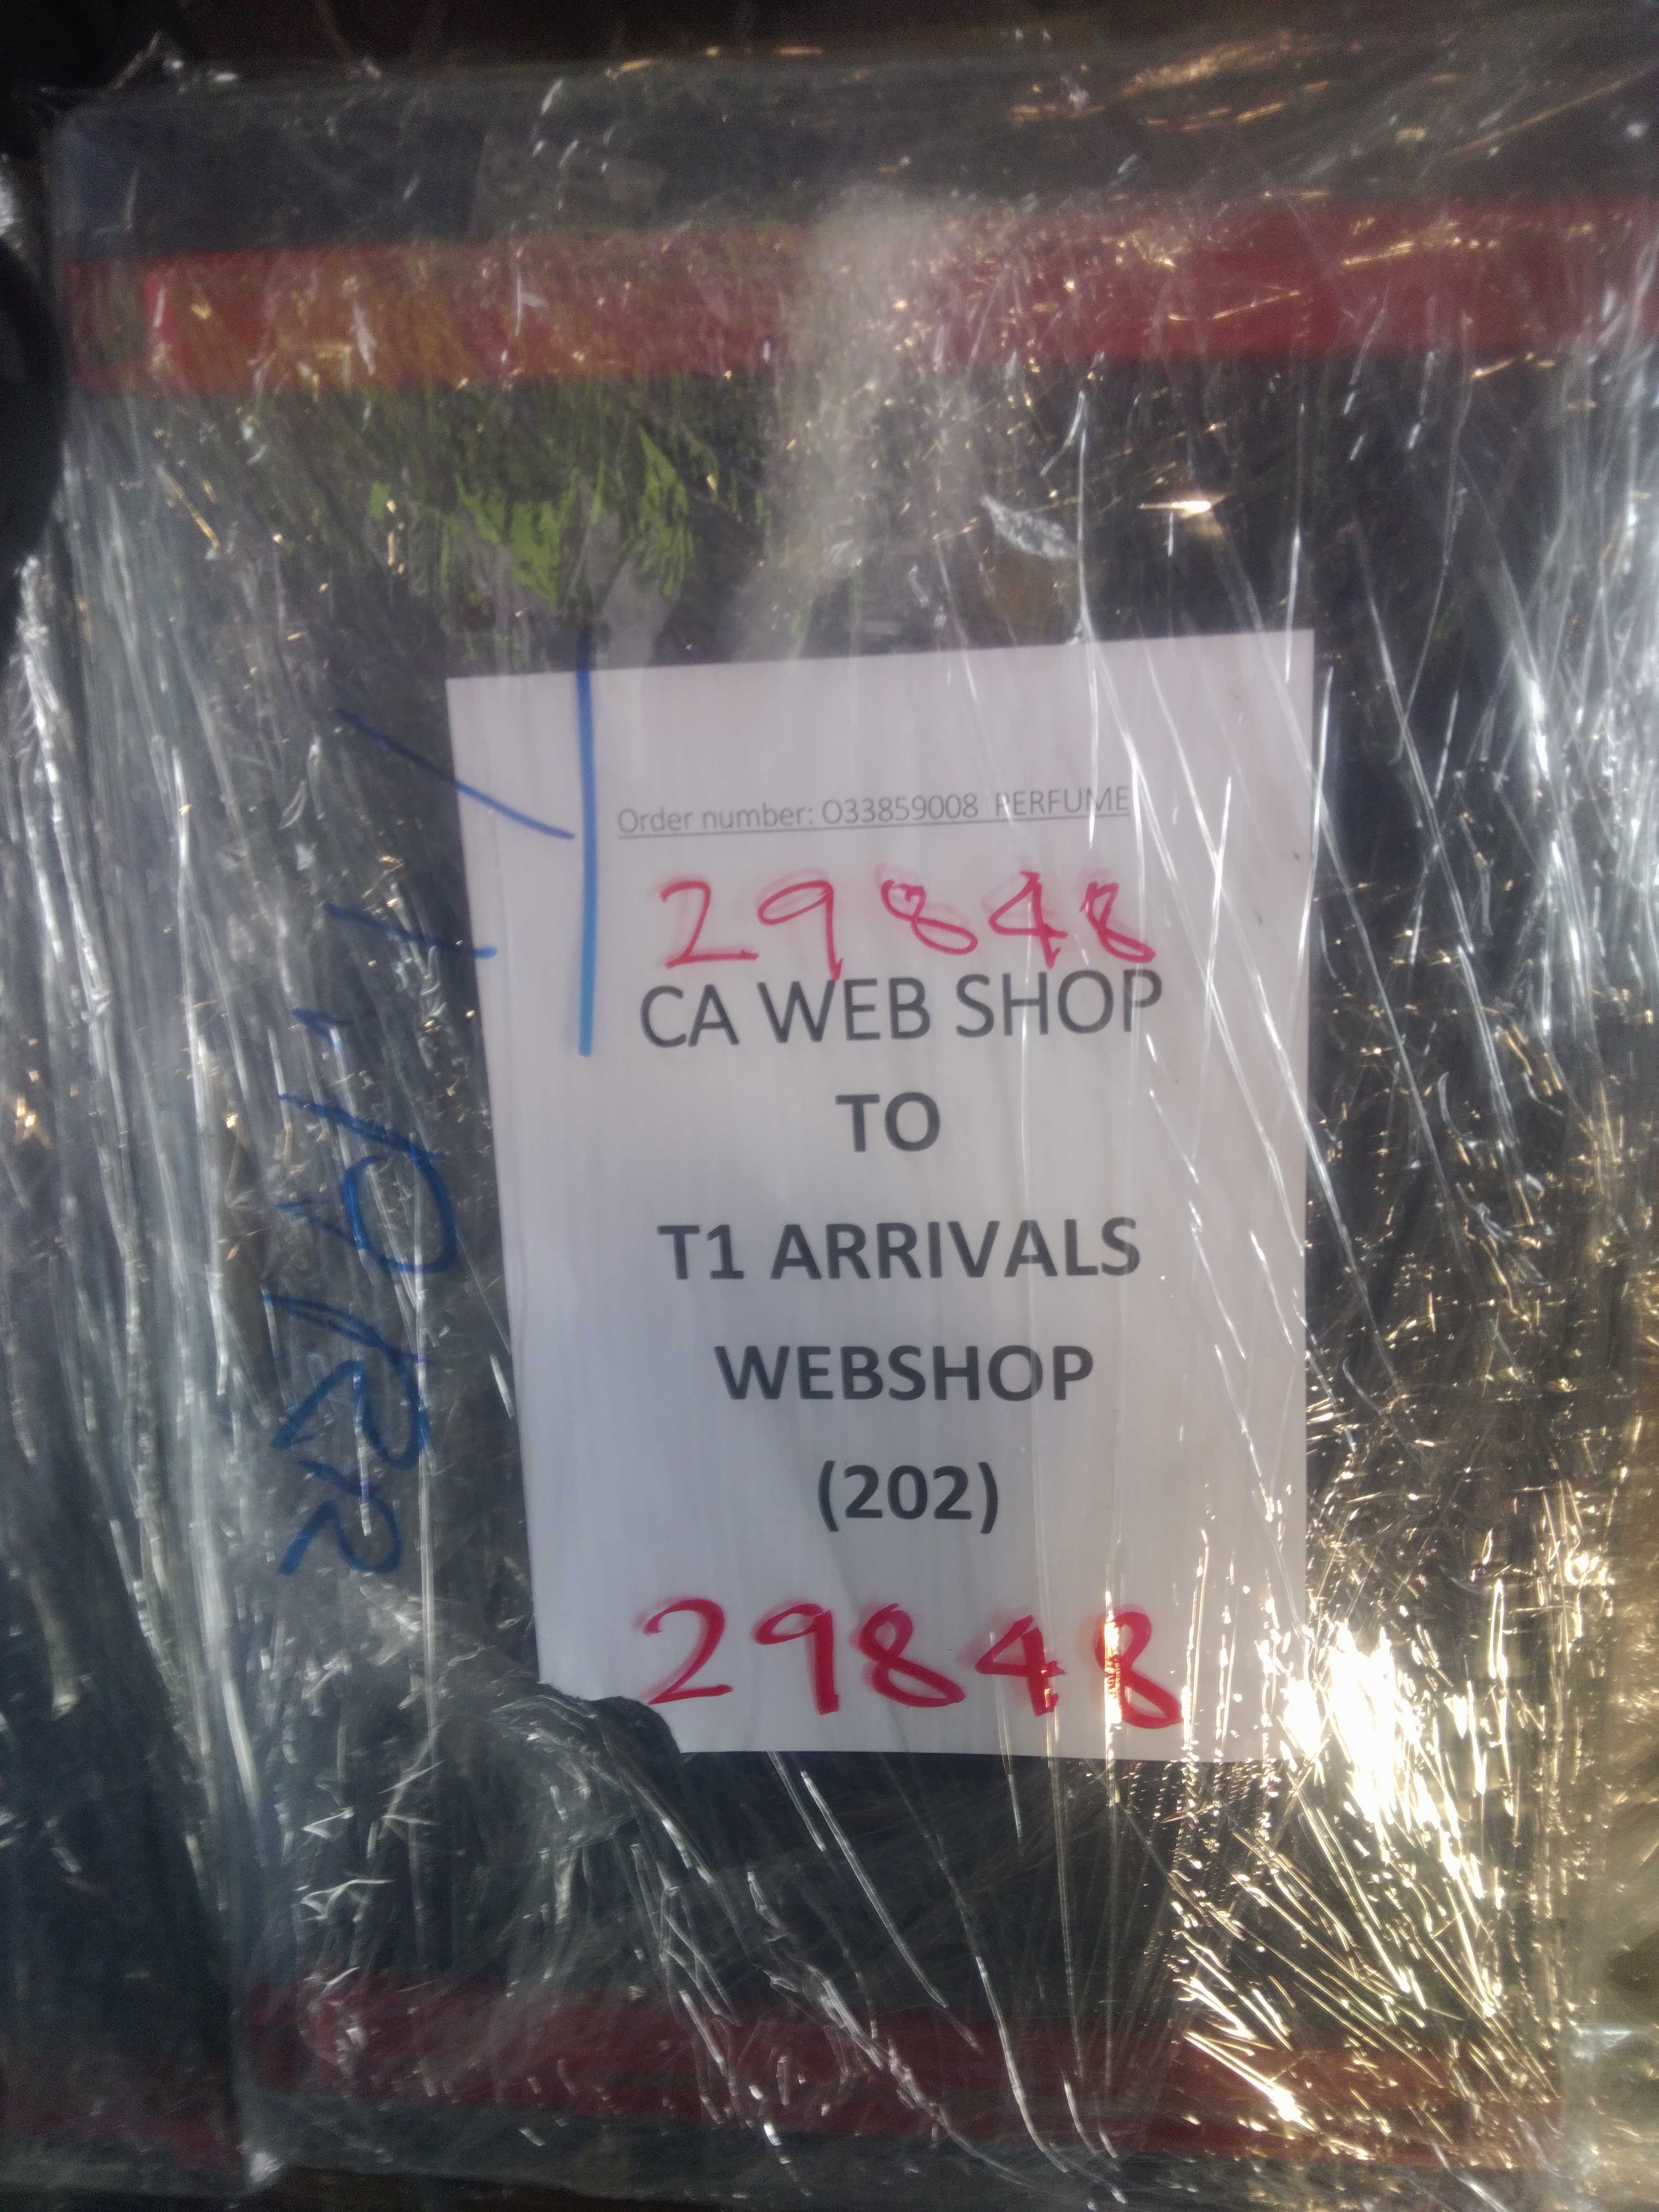 Order number: O33859008 PERFUME
29848
CA WEB SHOP
TO
T1 ARRIVALS
WEBSHOP
(202)
29848